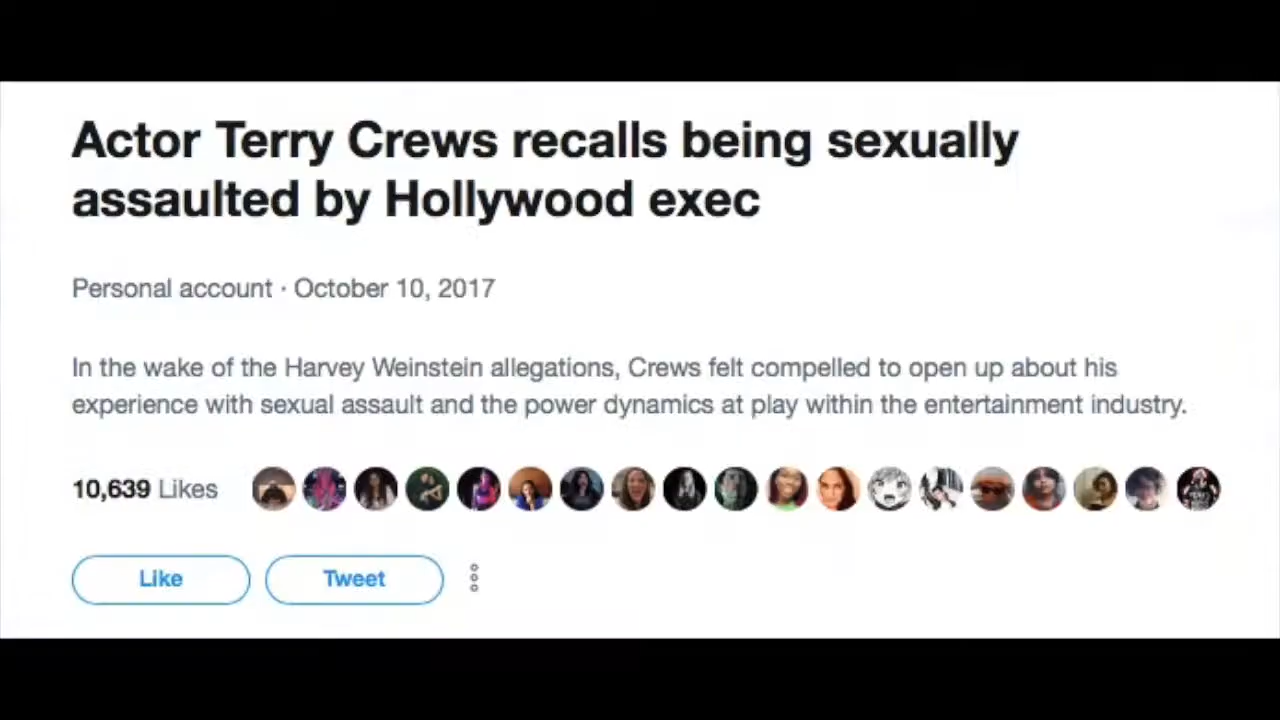 Actor Terry Crews recalls being sexually
assaulted by Hollywood exec
Personal account · October 10, 2017
In the wake of the Harvey Weinstein allegations, Crews felt compelled to open up about his
experience with sexual assault and the power dynamics at play within the entertainment industry.
10,639 Likes
Like Tweet